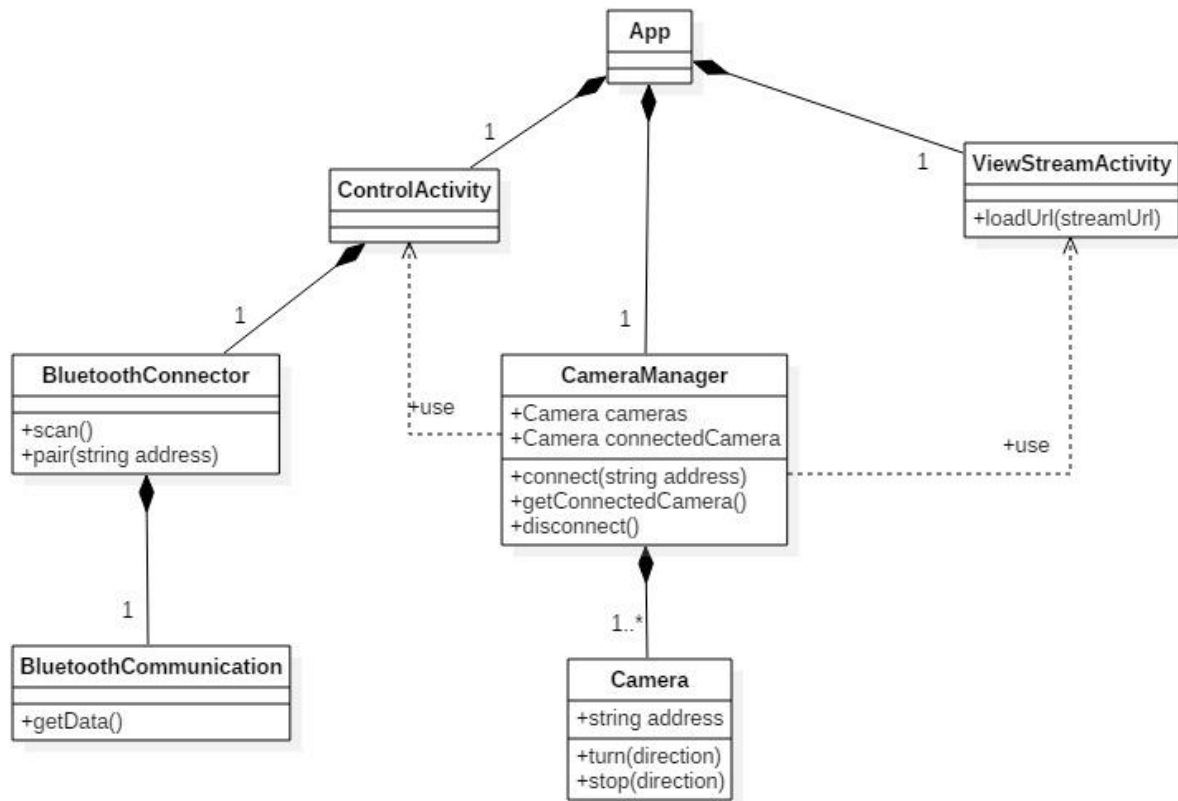 App
1
1
ControlActivity
ViewStreamActivity
+loadUrl(streamUrl)
1
1
BluetoothConnector
+scan()
+pair(string address)
+use
CameraManager
+Camera cameras
+Camera connectedCamera
+connect(string address)
+getConnectedCamera()
+disconnect()
+use
1
BluetoothCommunication
+getData()
1..*
Camera
+string address
+turn(direction)
+stop(direction)